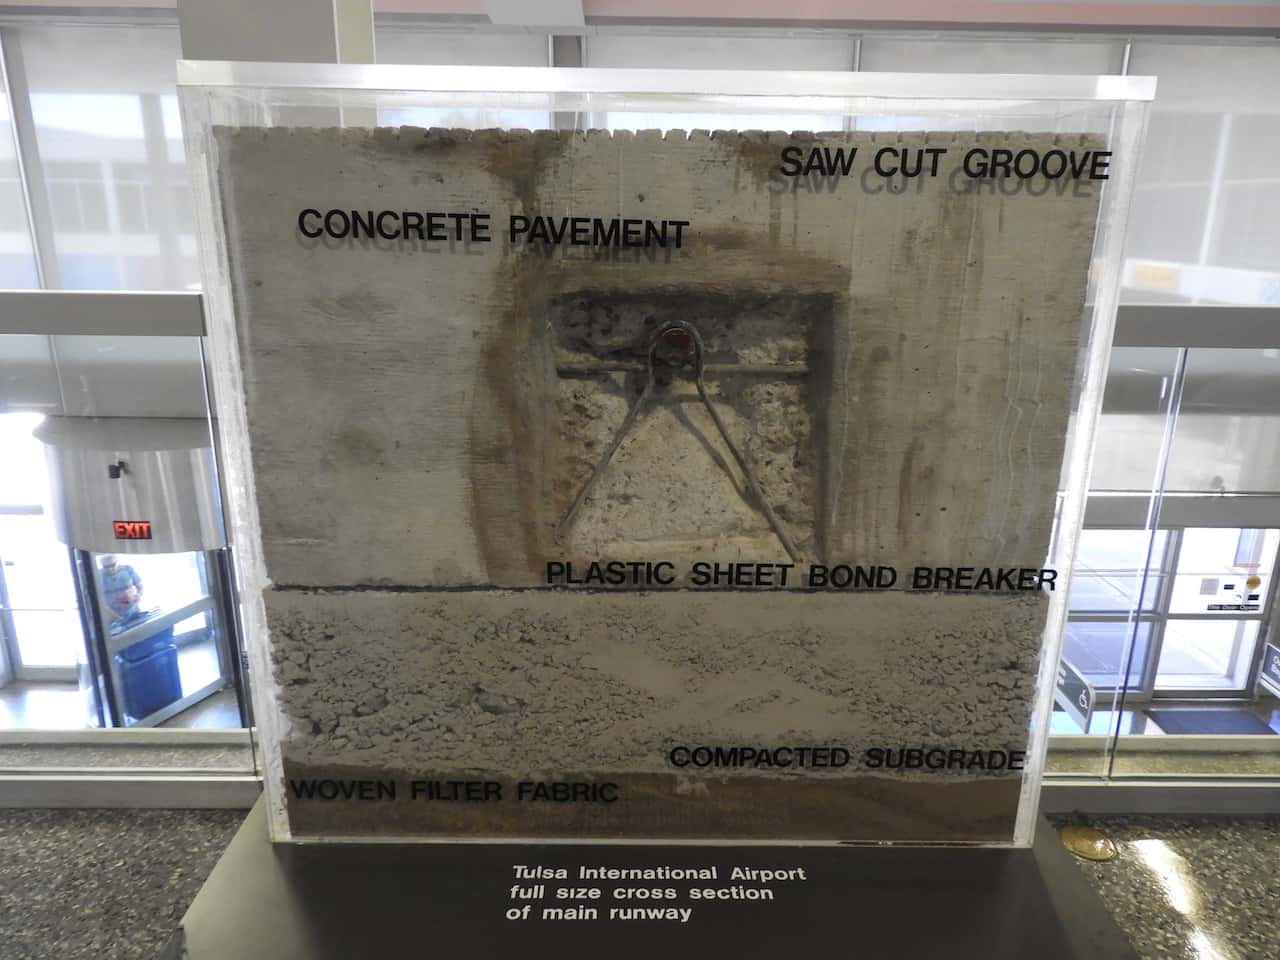 SAW CUT GROOVE
CONCRETE PAVEMENT
PLASTIC SHEET BOND BREAKER
COMPACTED SUBGRADE
WOVEN FILTER FABRIC
Tulsa International Airport
full size cross section
of main runway
EXIT